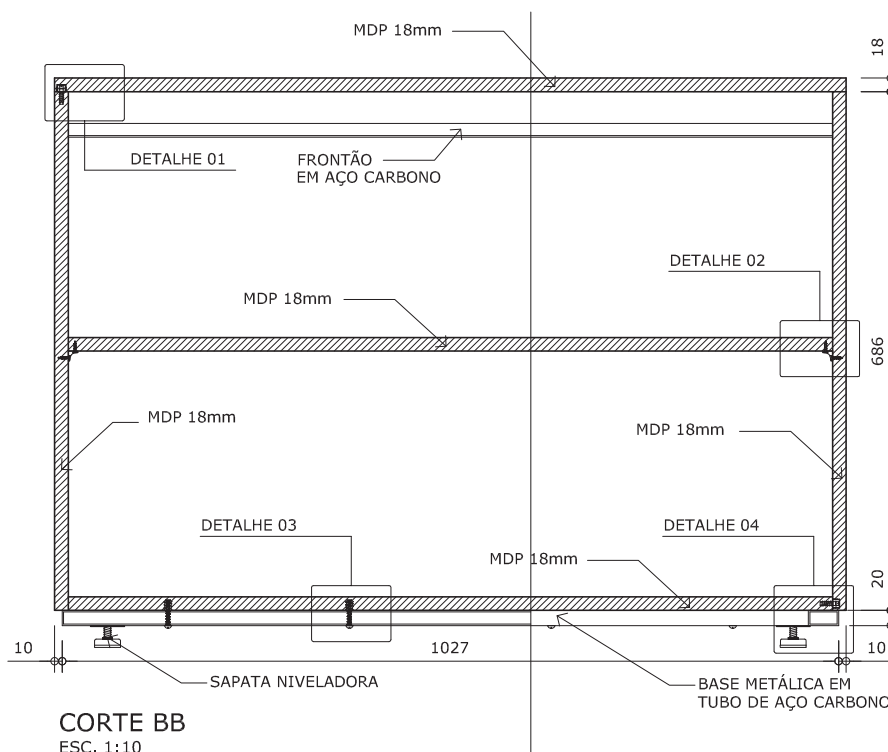 MDP 18mm
18
DETALHE 01
FRONTÃO
EM AÇO CARBONO
DETALHE 02
MDP 18mm
686
MDP 18mm
MDP 18mm
DETALHE 03
DETALHE 04
MDP 18mm
20
10
1027
10
SAPATA NIVELADORA
BASE METÁLICA EM
TUBO DE AÇO CARBONO
CORTE BB
ESC. 1:10